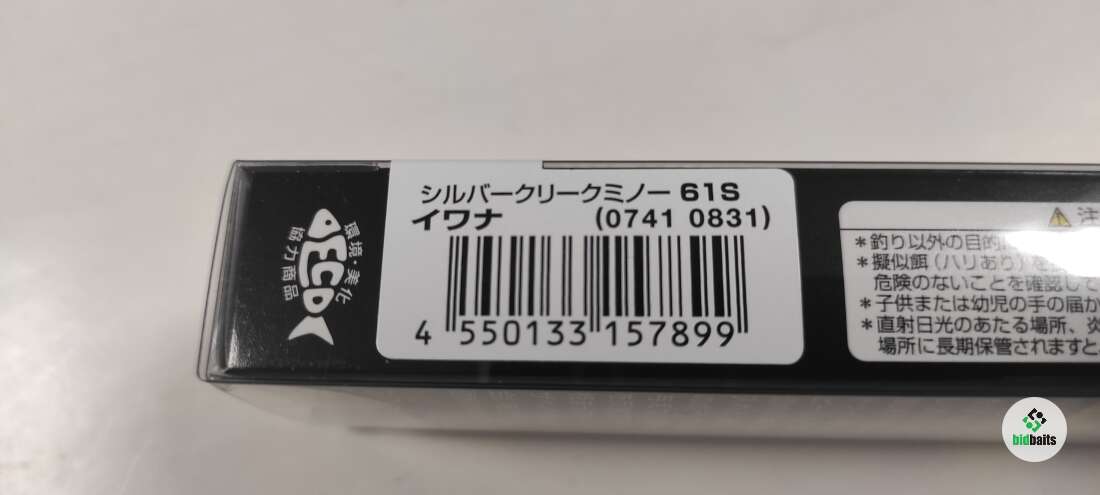 シルバークリークミノー 61S
イワナ (0741 0831)
4 550133 157899
環境・美化
ECO
協力商品
⚠ 注
＊釣り以外の目的に
＊擬似餌（ハリあり）を
危険のないことを確認して
＊子供または幼児の手の届か
＊直射日光のあたる場所、炎
場所に長期保管されますと
bidbaits